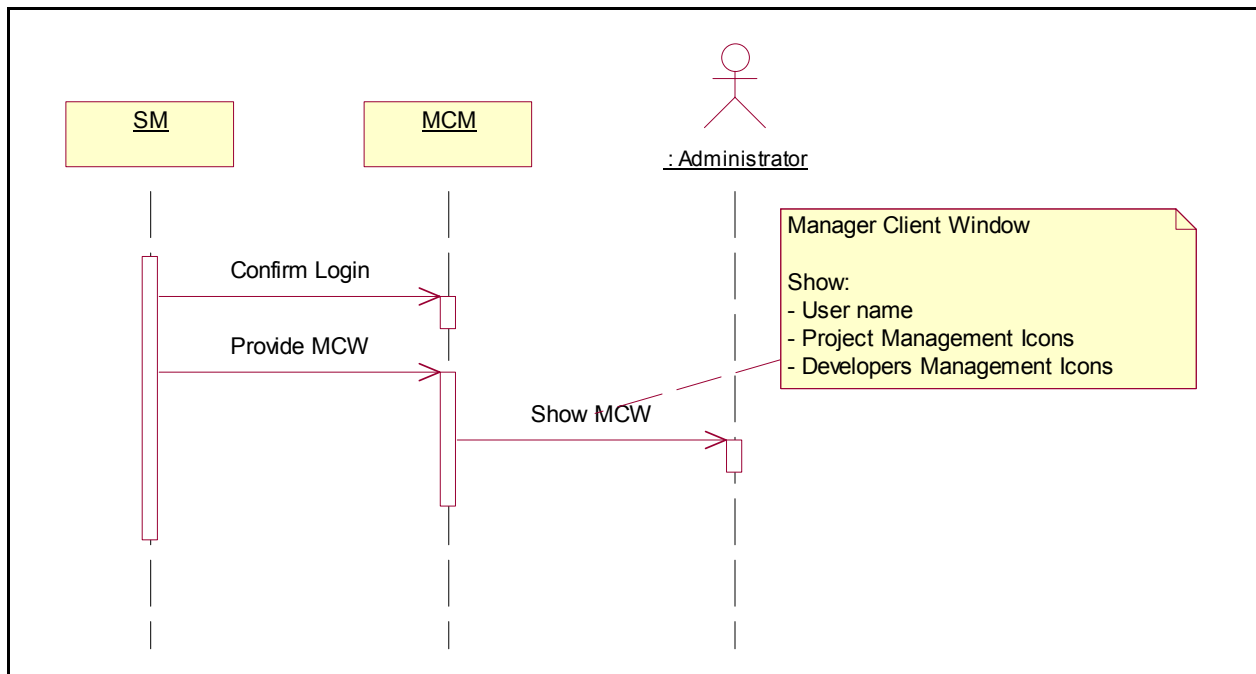 SM
MCM
: Administrator
Manager Client Window
Show:
- User name
- Project Management Icons
- Developers Management Icons
Confirm Login
Provide MCW
Show MCW